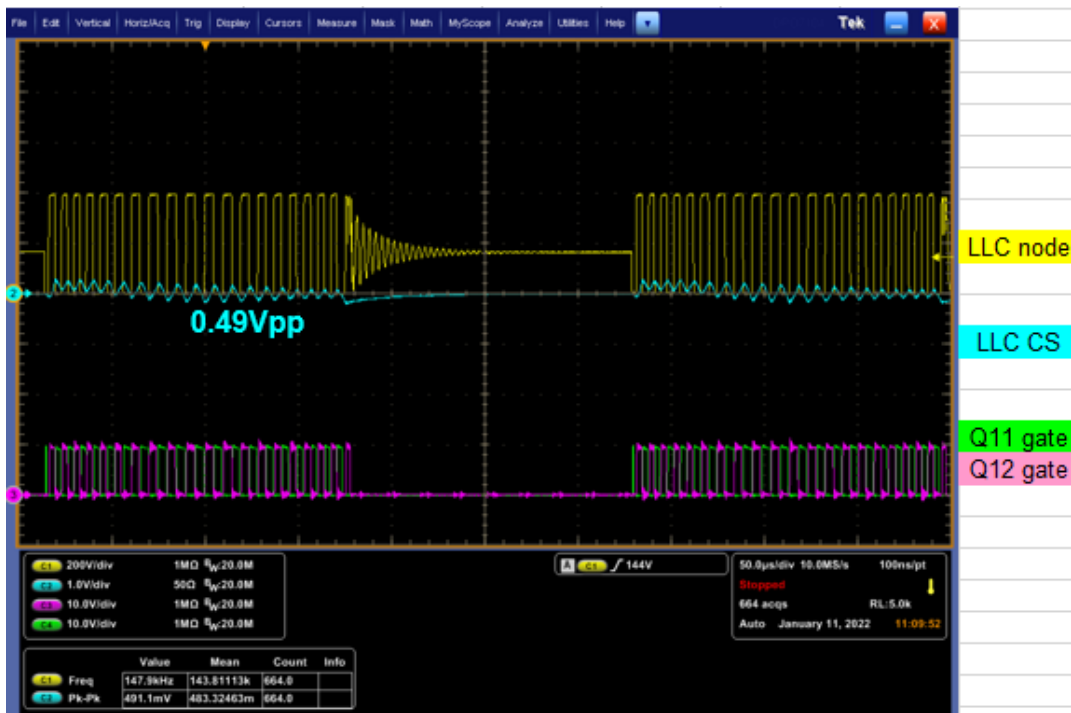 File Edit Vertical Horiz/Acq Trig Display Cursors Measure Mask Math MyScope Analyze Utilities Help Tek X
LLC node
2
0.49Vpp
LLC CS
Q11 gate
Q12 gate
3
C1 200V/div 1MΩ BW:20.0M
C2 1.0V/div 50Ω BW:20.0M
C3 10.0V/div 1MΩ BW:20.0M
C4 10.0V/div 1MΩ BW:20.0M
A C1 144V
50.0µs/div 10.0MS/s 100ns/pt
Stopped
664 acqs RL:5.0k
Auto January 11, 2022 11:09:52
Value Mean Count Info
C1 Freq 147.9kHz 143.81113k 664.0
C2 Pk-Pk 491.1mV 483.32463m 664.0